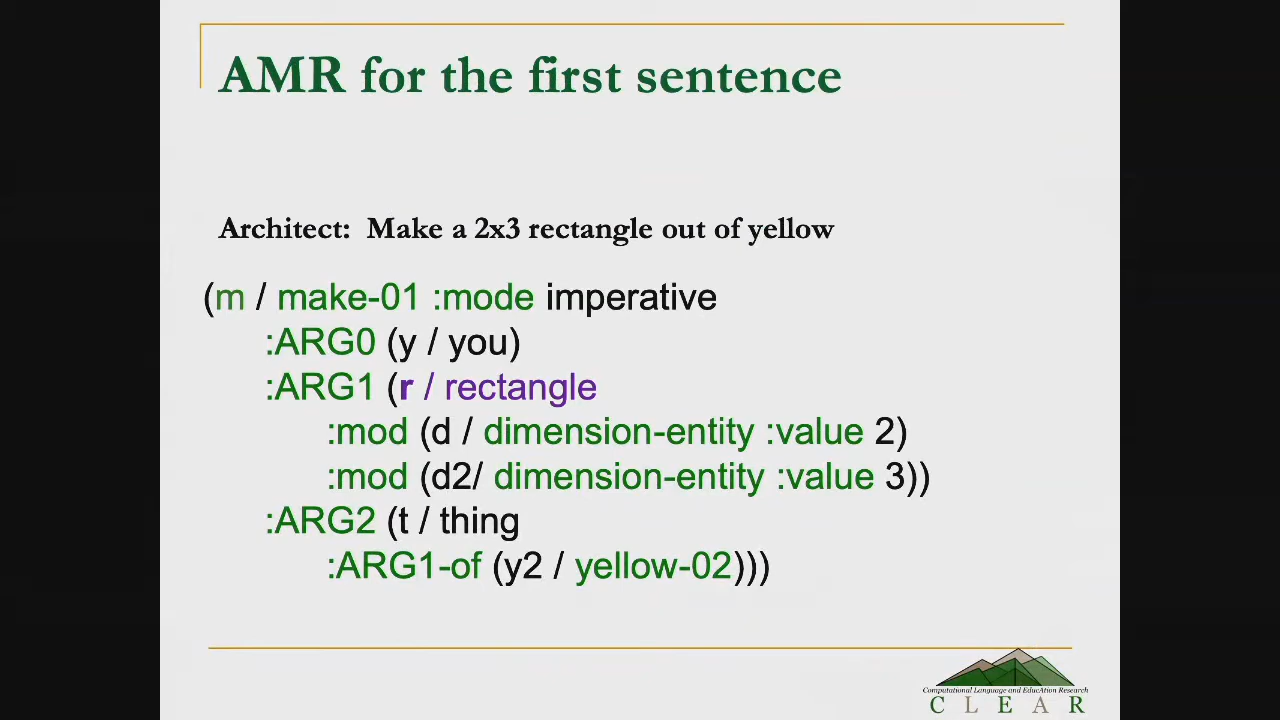 AMR for the first sentence
Architect: Make a 2x3 rectangle out of yellow
(m / make-01 :mode imperative
:ARG0 (y / you)
:ARG1 (r / rectangle
:mod (d / dimension-entity :value 2)
:mod (d2/ dimension-entity :value 3))
:ARG2 (t / thing
:ARG1-of (y2 / yellow-02)))
Computational Language and EducAtion Research
C L E A R